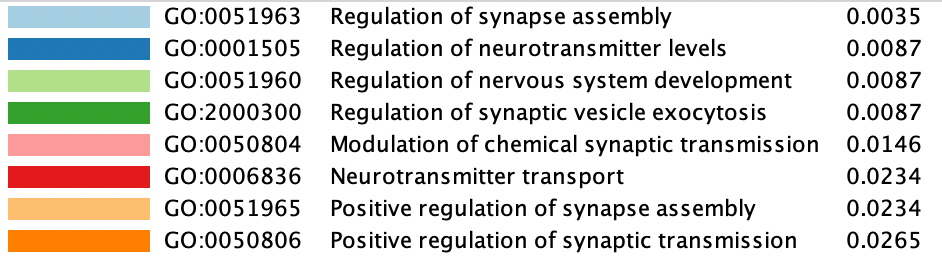 GO:0051963 Regulation of synapse assembly 0.0035
GO:0001505 Regulation of neurotransmitter levels 0.0087
GO:0051960 Regulation of nervous system development 0.0087
GO:2000300 Regulation of synaptic vesicle exocytosis 0.0087
GO:0050804 Modulation of chemical synaptic transmission 0.0146
GO:0006836 Neurotransmitter transport 0.0234
GO:0051965 Positive regulation of synapse assembly 0.0234
GO:0050806 Positive regulation of synaptic transmission 0.0265